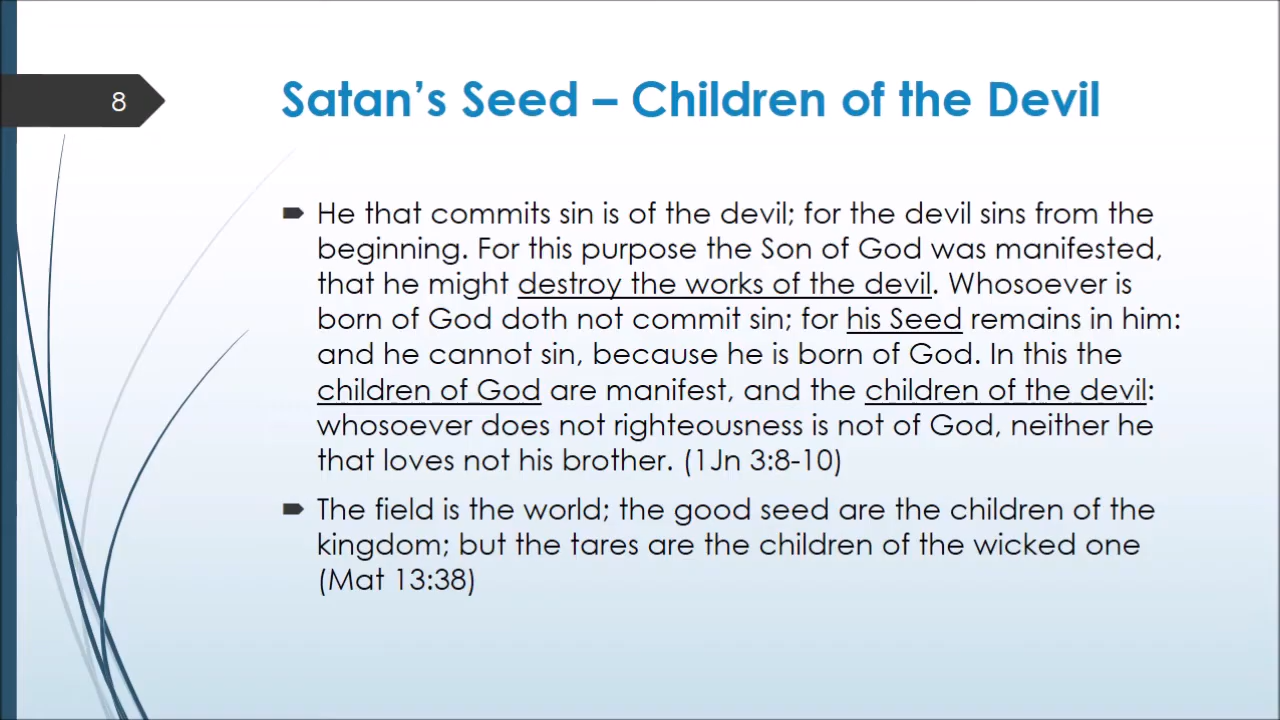 8
Satan’s Seed – Children of the Devil
He that commits sin is of the devil; for the devil sins from the
beginning. For this purpose the Son of God was manifested,
that he might destroy the works of the devil. Whosoever is
born of God doth not commit sin; for his Seed remains in him:
and he cannot sin, because he is born of God. In this the
children of God are manifest, and the children of the devil:
whosoever does not righteousness is not of God, neither he
that loves not his brother. (1Jn 3:8-10)
The field is the world; the good seed are the children of the
kingdom; but the tares are the children of the wicked one
(Mat 13:38)